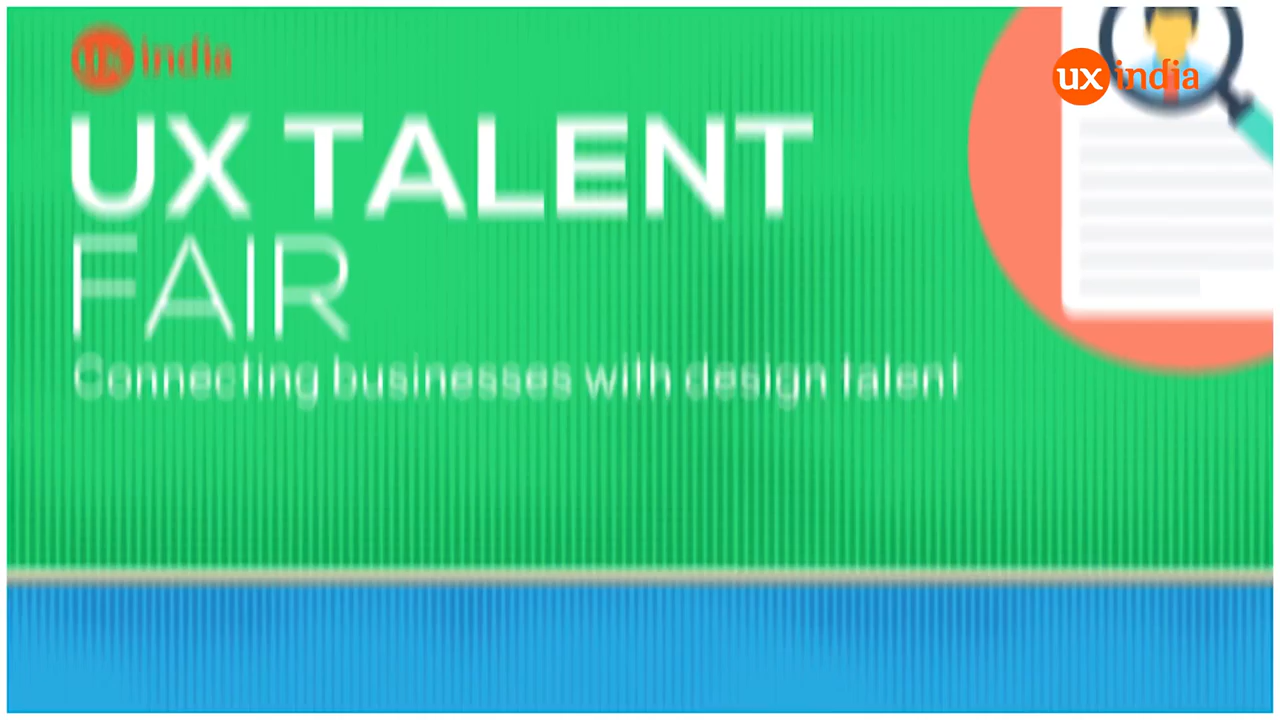 ux india
UX TALENT
FAIR
Connecting businesses with design talent
ux india